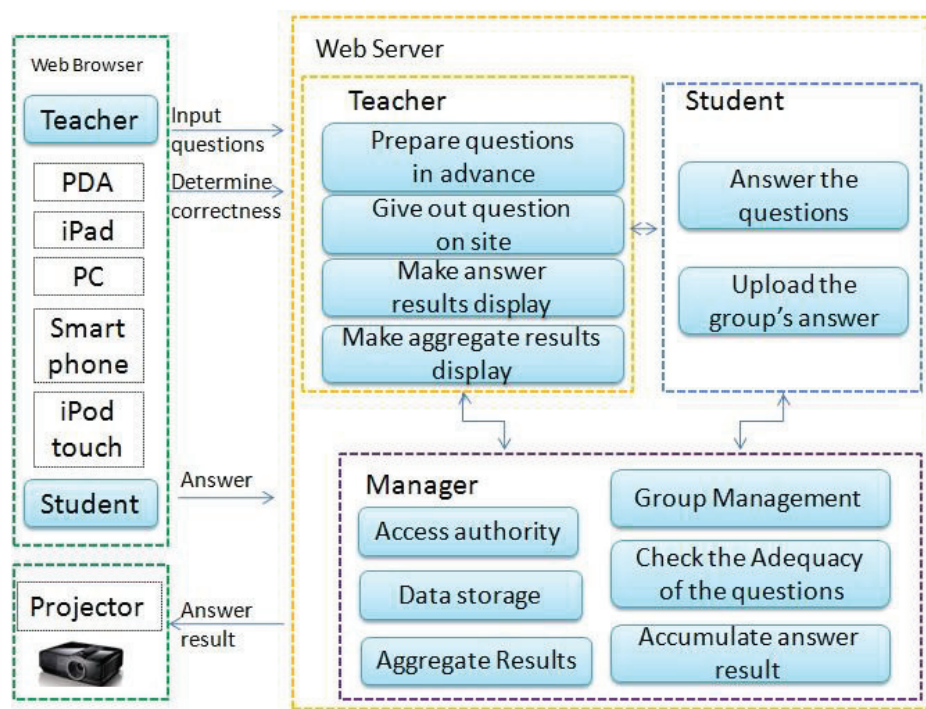 Web Browser
Teacher
PDA
iPad
PC
Smart
phone
iPod
touch
Student
Projector
Input
questions
Determine
correctness
Answer
Answer
result
Web Server
Teacher
Prepare questions
in advance
Give out question
on site
Make answer
results display
Make aggregate results
display
Student
Answer the
questions
Upload the
group's answer
Manager
Access authority
Data storage
Aggregate Results
Group Management
Check the Adequacy
of the questions
Accumulate answer
result